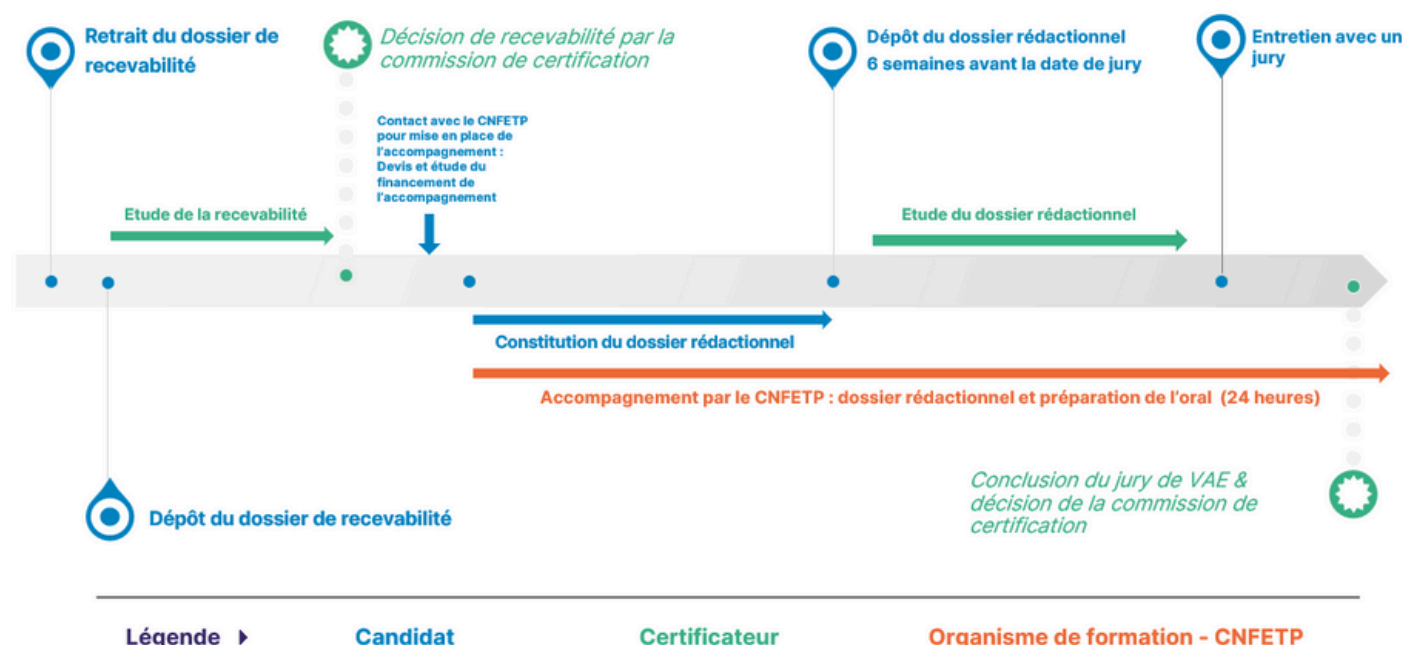 Retrait du dossier de
recevabilité
Décision de recevabilité par la
commission de certification
Dépôt du dossier rédactionnel
6 semaines avant la date de jury
Entretien avec un
jury
Contact avec le CNFETP
pour mise en place de
l'accompagnement :
Devis et étude du
financement de
l'accompagnement
Etude de la recevabilité
Etude du dossier rédactionnel
Constitution du dossier rédactionnel
Accompagnement par le CNFETP : dossier rédactionnel et préparation de l'oral (24 heures)
Dépôt du dossier de recevabilité
Conclusion du jury de VAE &
décision de la commission de
certification
Légende Candidat Certificateur Organisme de formation - CNFETP